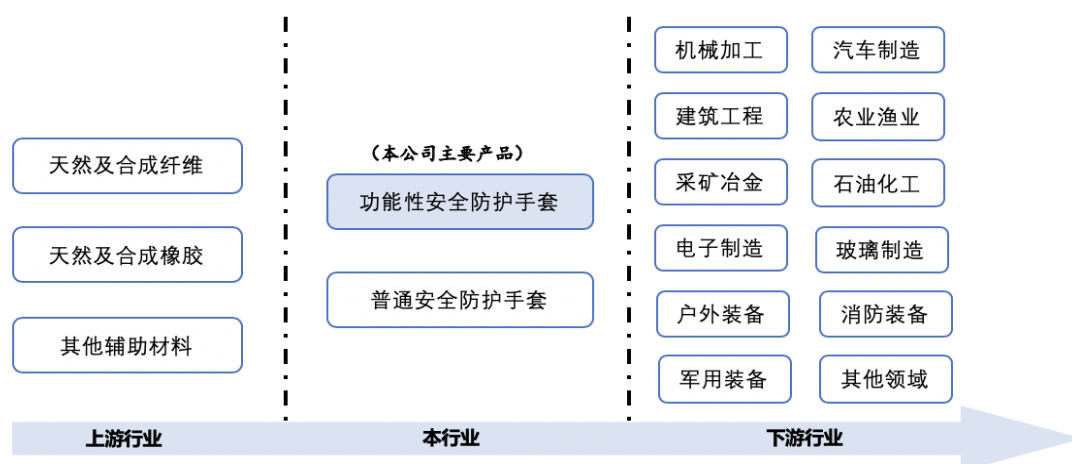 天然及合成纤维
天然及合成橡胶
其他辅助材料
（本公司主要产品）
功能性安全防护手套
普通安全防护手套
机械加工
汽车制造
建筑工程
农业渔业
采矿冶金
石油化工
电子制造
玻璃制造
户外装备
消防装备
军用装备
其他领域
上游行业
本行业
下游行业